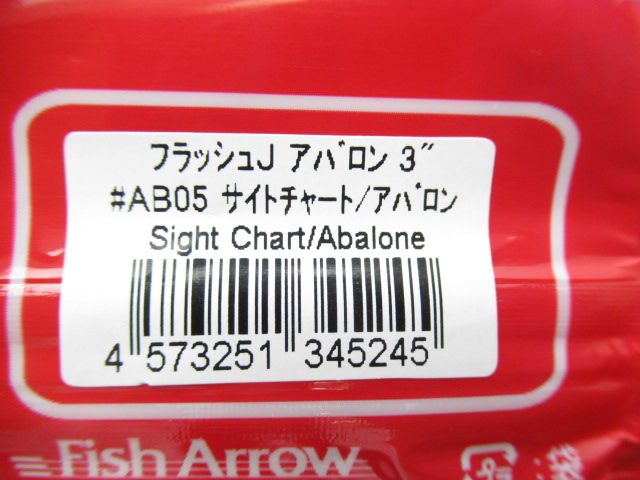 フラッシュJ アバロン 3″
#AB05 サイトチャート/アバロン
Sight Chart/Abalone
4 573251 345245
Fish Arrow